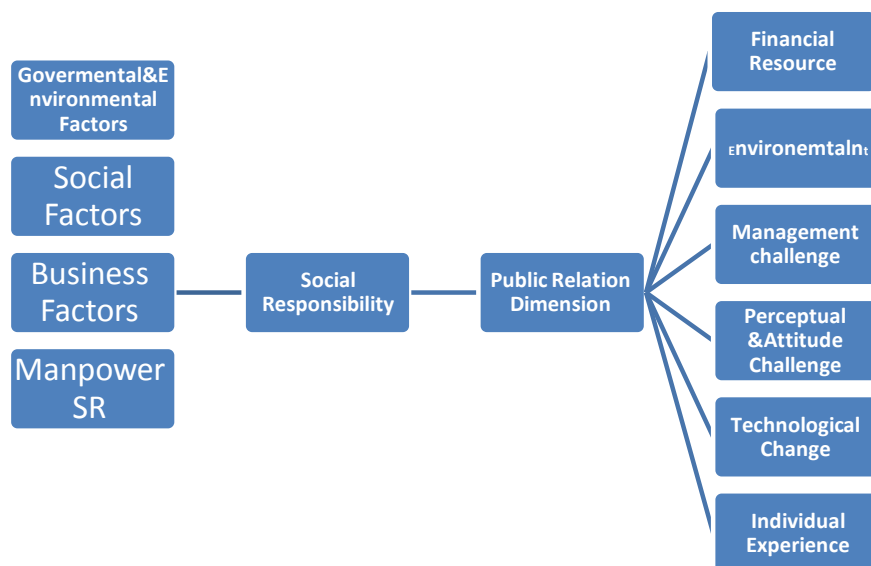 Govermental&E
nvironmental
Factors
Social
Factors
Business
Factors
Manpower
SR
Social
Responsibility
Public Relation
Dimension
Financial
Resource
Environemtalnt
Management
challenge
Perceptual
&Attitude
Challenge
Technological
Change
Individual
Experience